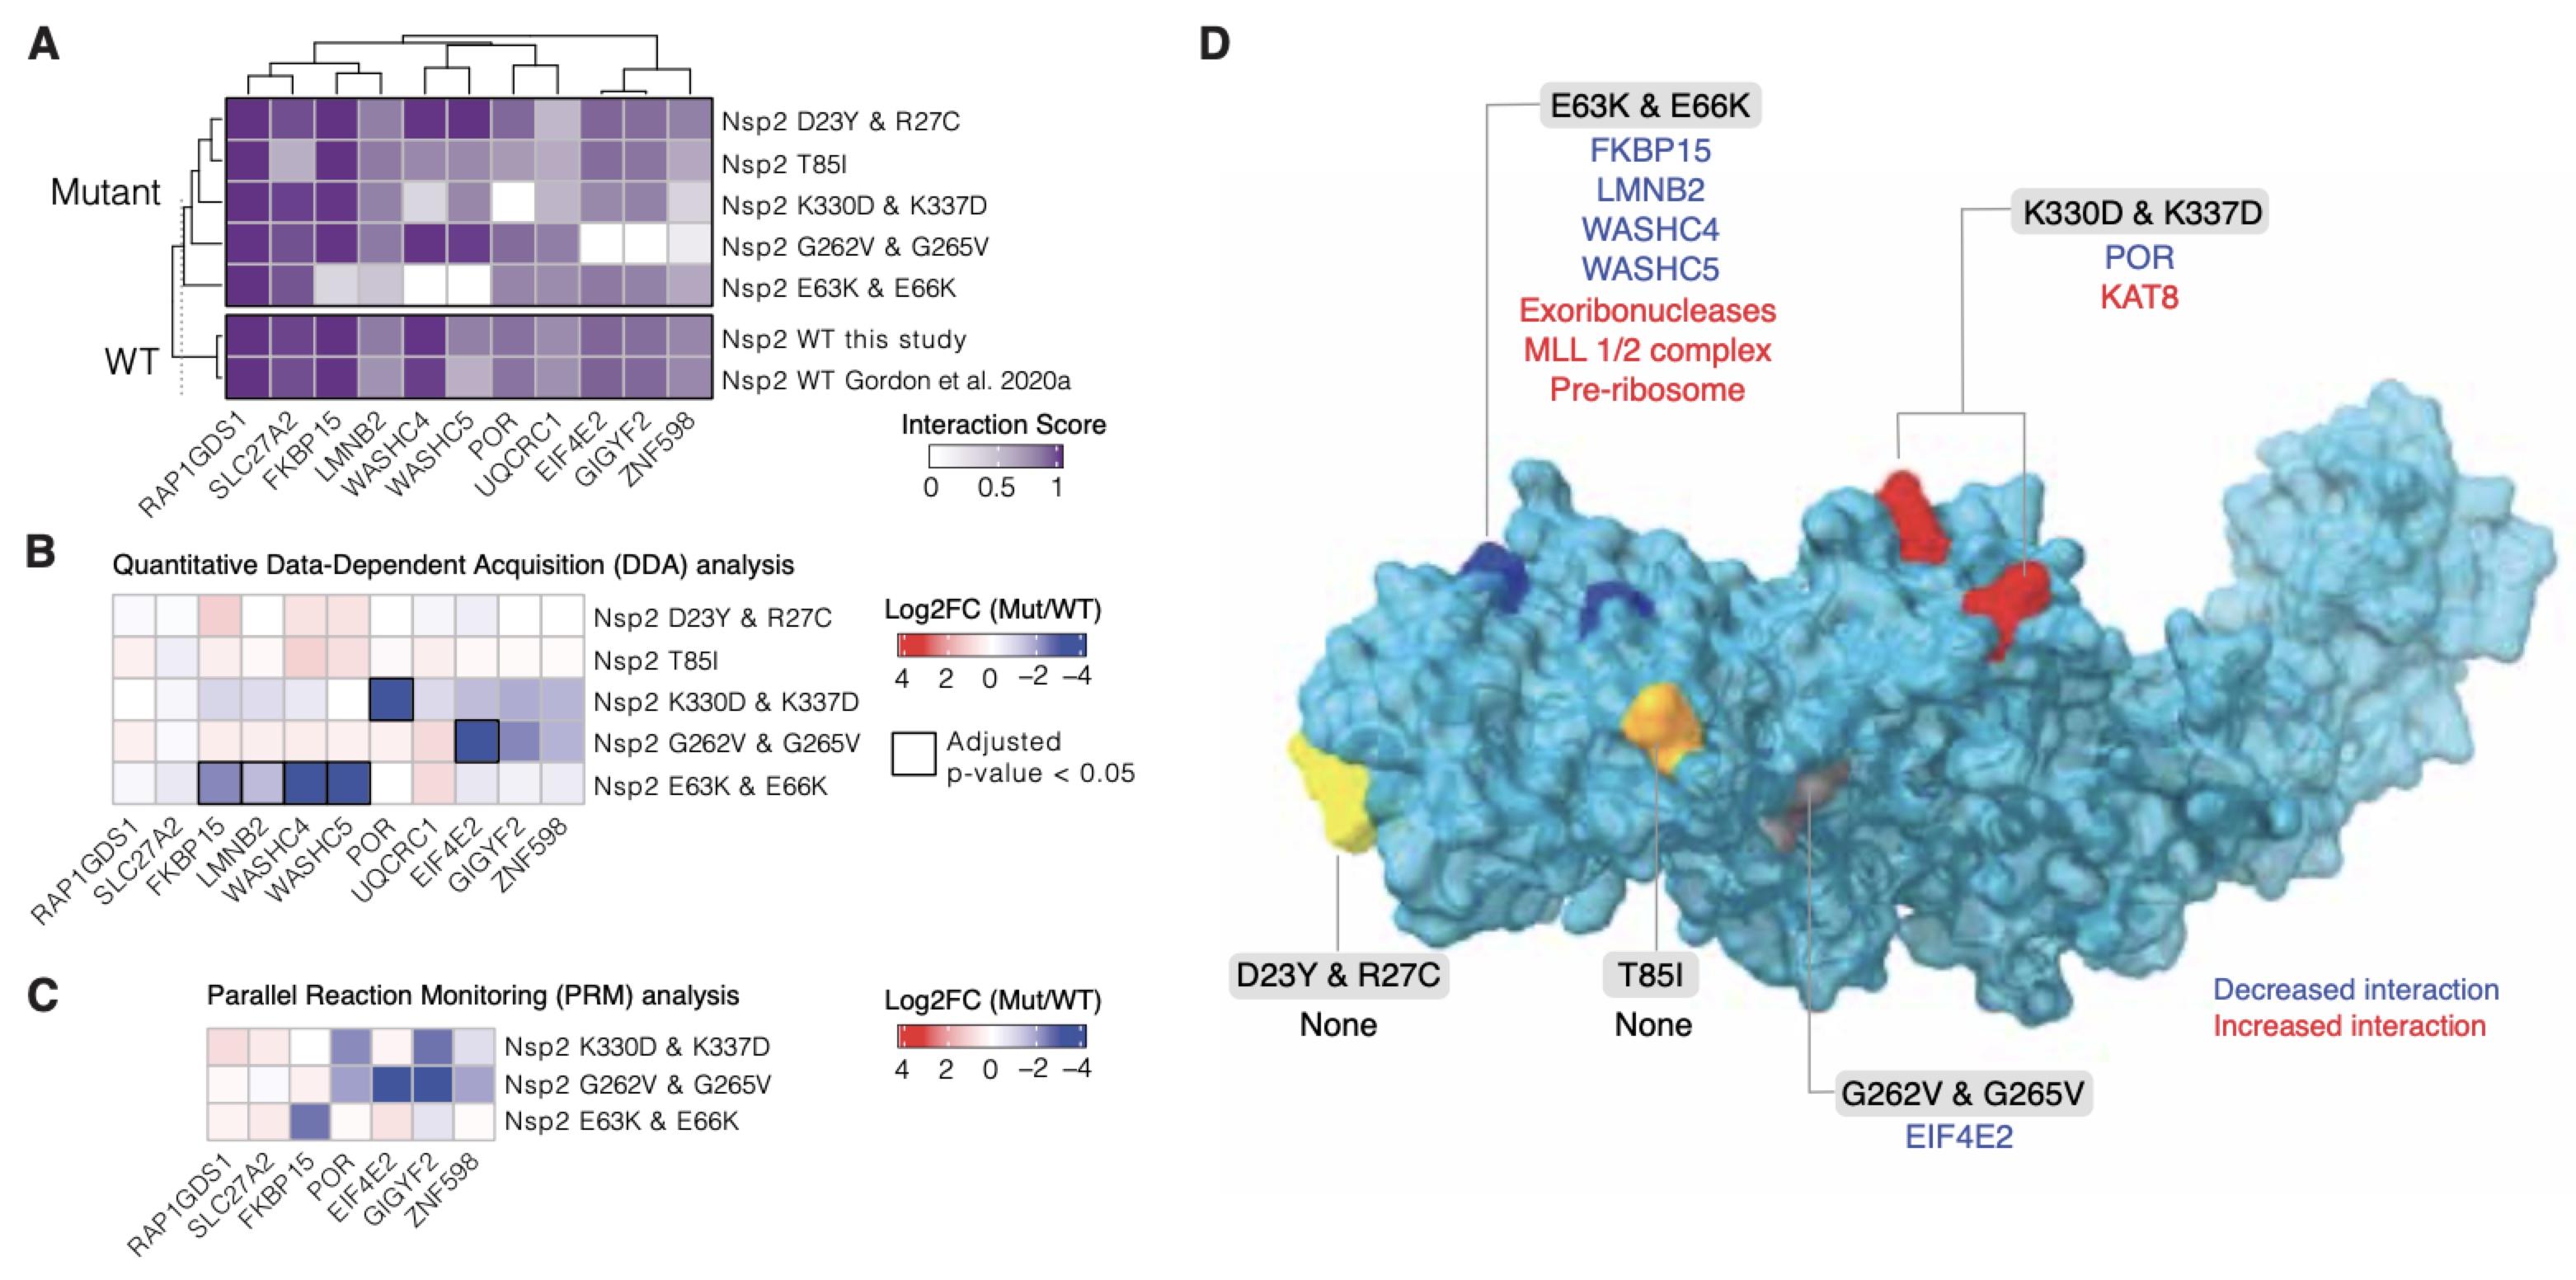 A
Nsp2 D23Y & R27C
Nsp2 T85I
Mutant
Nsp2 K330D & K337D
Nsp2 G262V & G265V
Nsp2 E63K & E66K
WT
Nsp2 WT this study
Nsp2 WT Gordon et al. 2020a
RAP1GDS1
SLC27A2
FKBP15
LMNB2
WASHC4
WASHC5
POR
UQCRC1
EIF4E2
GIGYF2
ZNF598
Interaction Score
0 0.5 1
B
Quantitative Data-Dependent Acquisition (DDA) analysis
Nsp2 D23Y & R27C
Nsp2 T85I
Nsp2 K330D & K337D
Nsp2 G262V & G265V
Nsp2 E63K & E66K
RAP1GDS1
SLC27A2
FKBP15
LMNB2
WASHC4
WASHC5
POR
UQCRC1
EIF4E2
GIGYF2
ZNF598
Log2FC (Mut/WT)
4 2 0 −2 −4
Adjusted
p-value < 0.05
C
Parallel Reaction Monitoring (PRM) analysis
Nsp2 K330D & K337D
Nsp2 G262V & G265V
Nsp2 E63K & E66K
RAP1GDS1
SLC27A2
FKBP15
POR
EIF4E2
GIGYF2
ZNF598
Log2FC (Mut/WT)
4 2 0 −2 −4
D
E63K & E66K
FKBP15
LMNB2
WASHC4
WASHC5
Exoribonucleases
MLL 1/2 complex
Pre-ribosome
K330D & K337D
POR
KAT8
D23Y & R27C
None
T85I
None
G262V & G265V
EIF4E2
Decreased interaction
Increased interaction